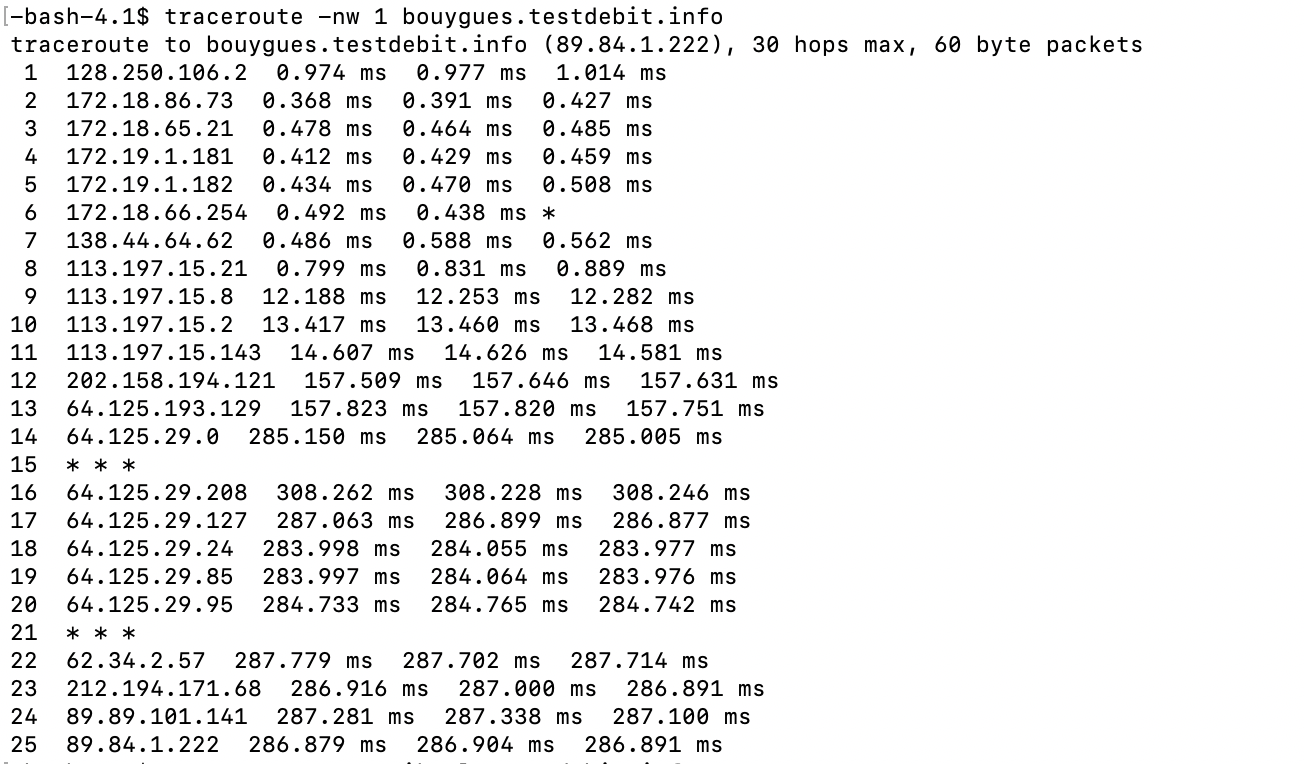 [-bash-4.1$ traceroute -nw 1 bouygues.testdebit.info
traceroute to bouygues.testdebit.info (89.84.1.222), 30 hops max, 60 byte packets
1 128.250.106.2 0.974 ms 0.977 ms 1.014 ms
2 172.18.86.73 0.368 ms 0.391 ms 0.427 ms
3 172.18.65.21 0.478 ms 0.464 ms 0.485 ms
4 172.19.1.181 0.412 ms 0.429 ms 0.459 ms
5 172.19.1.182 0.434 ms 0.470 ms 0.508 ms
6 172.18.66.254 0.492 ms 0.438 ms *
7 138.44.64.62 0.486 ms 0.588 ms 0.562 ms
8 113.197.15.21 0.799 ms 0.831 ms 0.889 ms
9 113.197.15.8 12.188 ms 12.253 ms 12.282 ms
10 113.197.15.2 13.417 ms 13.460 ms 13.468 ms
11 113.197.15.143 14.607 ms 14.626 ms 14.581 ms
12 202.158.194.121 157.509 ms 157.646 ms 157.631 ms
13 64.125.193.129 157.823 ms 157.820 ms 157.751 ms
14 64.125.29.0 285.150 ms 285.064 ms 285.005 ms
15 * * *
16 64.125.29.208 308.262 ms 308.228 ms 308.246 ms
17 64.125.29.127 287.063 ms 286.899 ms 286.877 ms
18 64.125.29.24 283.998 ms 284.055 ms 283.977 ms
19 64.125.29.85 283.997 ms 284.064 ms 283.976 ms
20 64.125.29.95 284.733 ms 284.765 ms 284.742 ms
21 * * *
22 62.34.2.57 287.779 ms 287.702 ms 287.714 ms
23 212.194.171.68 286.916 ms 287.000 ms 286.891 ms
24 89.89.101.141 287.281 ms 287.338 ms 287.100 ms
25 89.84.1.222 286.879 ms 286.904 ms 286.891 ms